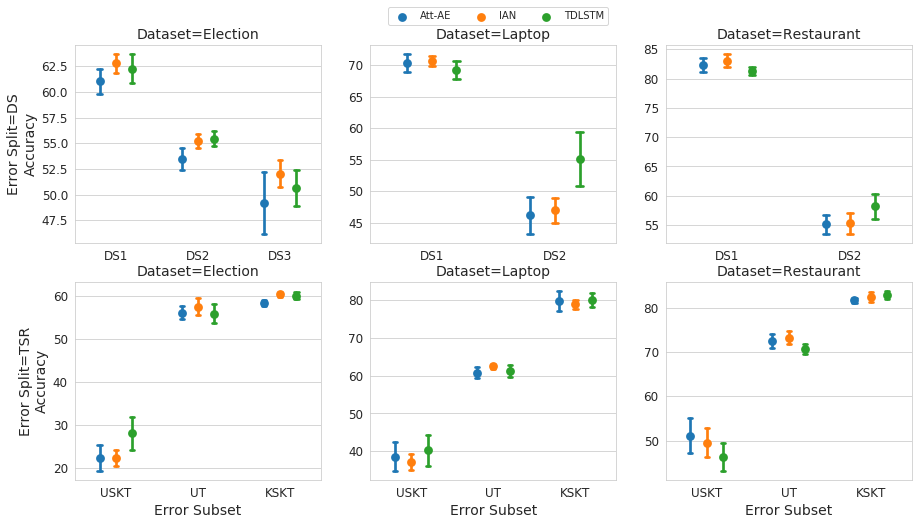 Att-AE IAN TDLSTM
Dataset=Election Dataset=Laptop Dataset=Restaurant
Error Split=DS
Accuracy
62.5
60.0
57.5
55.0
52.5
50.0
47.5
DS1 DS2 DS3
70
65
60
55
50
45
DS1 DS2
85
80
75
70
65
60
55
DS1 DS2
Dataset=Election Dataset=Laptop Dataset=Restaurant
Error Split=TSR
Accuracy
60
50
40
30
20
USKT UT KSKT
Error Subset
80
70
60
50
40
USKT UT KSKT
Error Subset
80
70
60
50
USKT UT KSKT
Error Subset